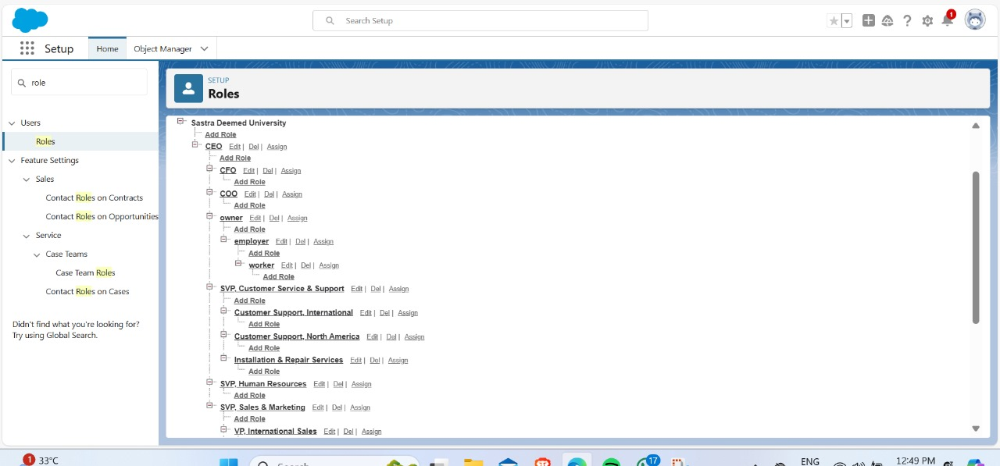 Search Setup
1
Setup
Home
Object Manager
role
Users
Roles
Feature Settings
Sales
Contact Roles on Contracts
Contact Roles on Opportunities
Service
Case Teams
Case Team Roles
Contact Roles on Cases
Didn't find what you're looking for?
Try using Global Search.
SETUP
Roles
Sastra Deemed University
Add Role
CEO Edit | Del | Assign
Add Role
CFO Edit | Del | Assign
Add Role
COO Edit | Del | Assign
Add Role
owner Edit | Del | Assign
Add Role
employer Edit | Del | Assign
Add Role
worker Edit | Del | Assign
Add Role
SVP, Customer Service & Support Edit | Del | Assign
Add Role
Customer Support, International Edit | Del | Assign
Add Role
Customer Support, North America Edit | Del | Assign
Add Role
Installation & Repair Services Edit | Del | Assign
Add Role
SVP, Human Resources Edit | Del | Assign
Add Role
SVP, Sales & Marketing Edit | Del | Assign
Add Role
VP, International Sales Edit | Del | Assign
1
33°C
Search
17
ENG
12:49 PM